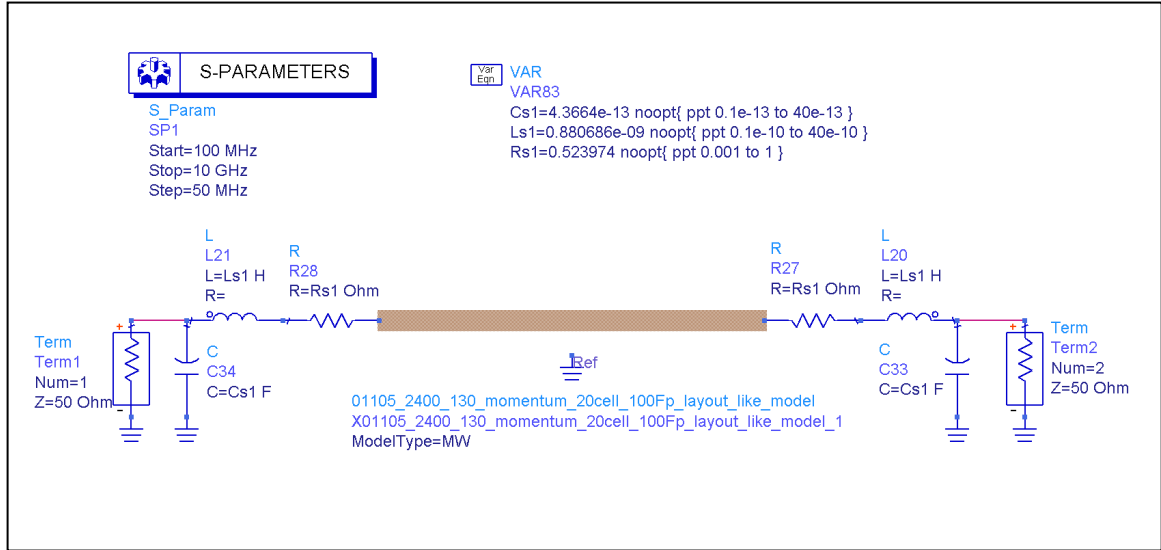 S-PARAMETERS
S_Param
SP1
Start=100 MHz
Stop=10 GHz
Step=50 MHz
Var
Eqn
VAR
VAR83
Cs1=4.3664e-13 noopt{ ppt 0.1e-13 to 40e-13 }
Ls1=0.880686e-09 noopt{ ppt 0.1e-10 to 40e-10 }
Rs1=0.523974 noopt{ ppt 0.001 to 1 }
L
L21
L=Ls1 H
R=
R
R28
R=Rs1 Ohm
R
R27
R=Rs1 Ohm
L
L20
L=Ls1 H
R=
+
Term
Term1
Num=1
Z=50 Ohm
-
C
C34
C=Cs1 F
Ref
01105_2400_130_momentum_20cell_100Fp_layout_like_model
X01105_2400_130_momentum_20cell_100Fp_layout_like_model_1
ModelType=MW
C
C33
C=Cs1 F
+
Term
Term2
Num=2
Z=50 Ohm
-